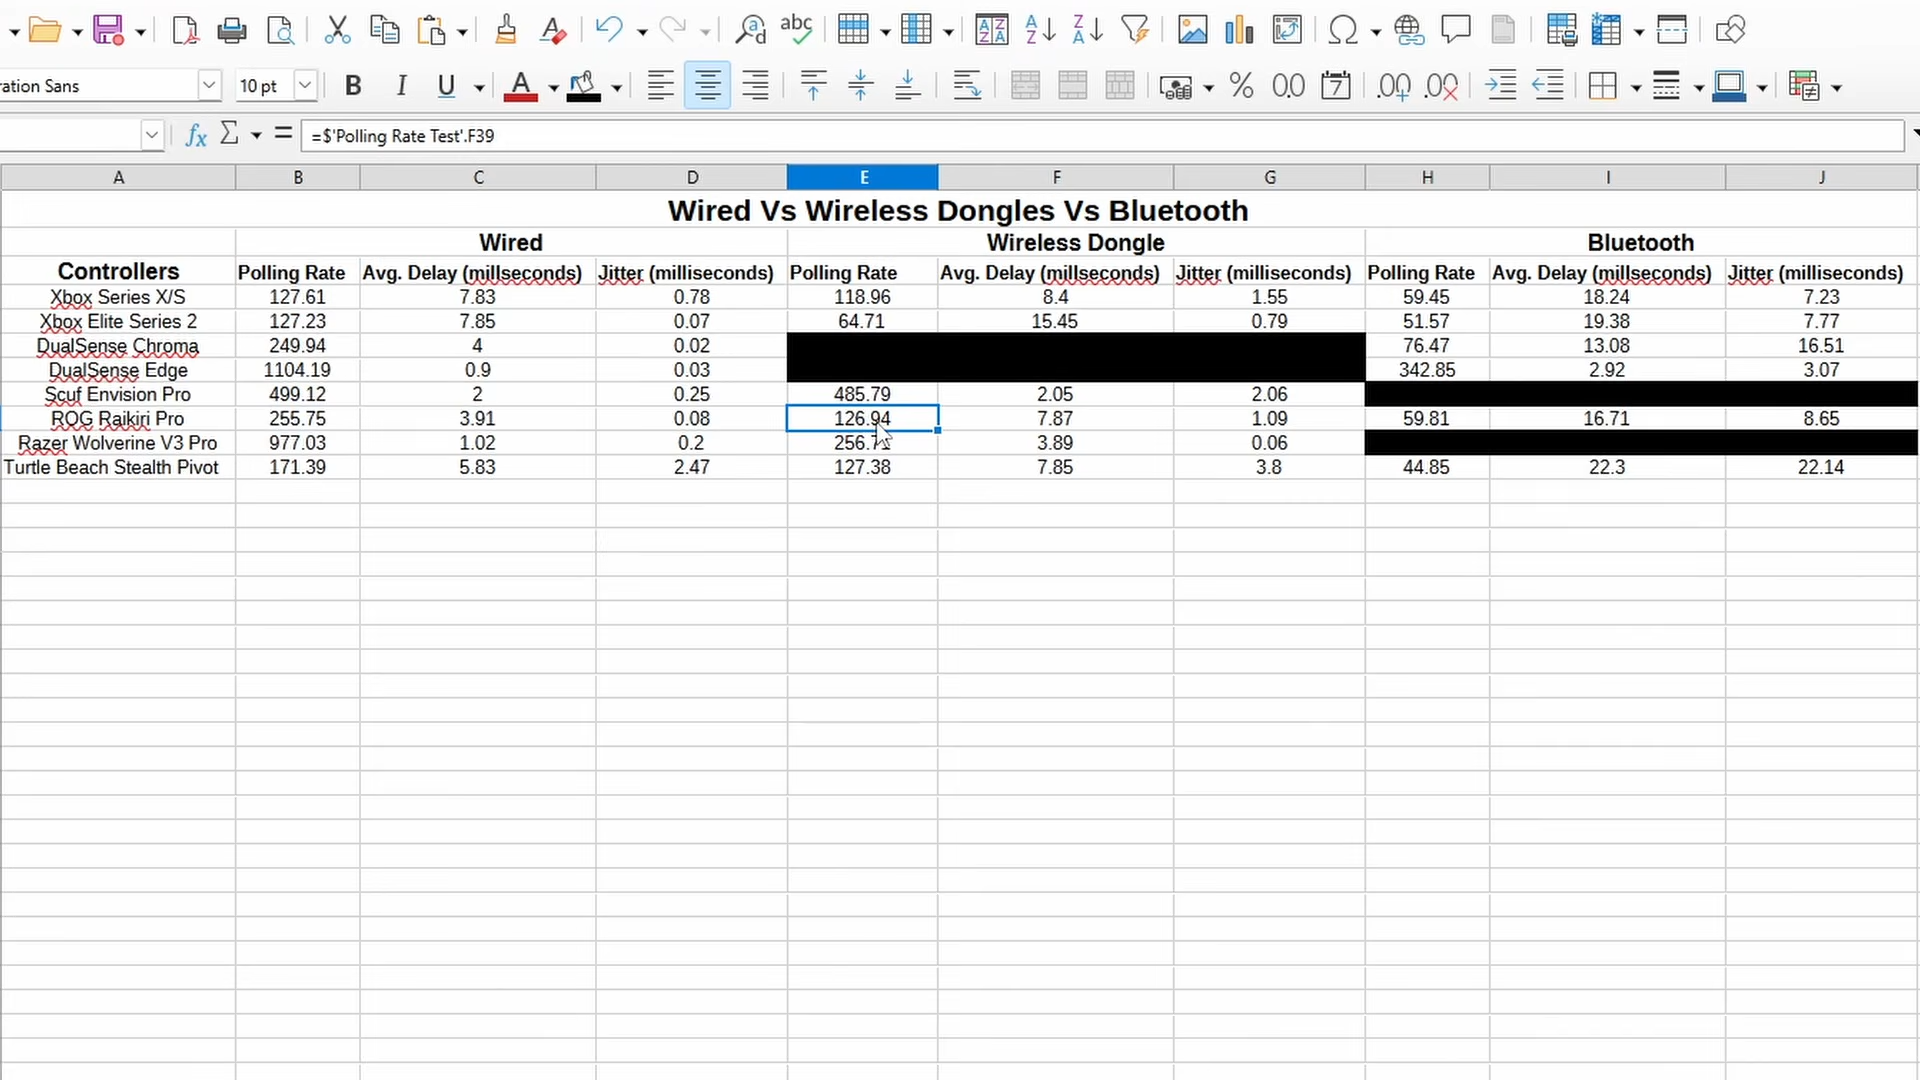 ration Sans 10 pt B I U A
=$'Polling Rate Test'.F39
A B C D E F G H I J
Wired Vs Wireless Dongles Vs Bluetooth
Wired Wireless Dongle Bluetooth
Controllers Polling Rate Avg. Delay (millseconds) Jitter (milliseconds) Polling Rate Avg. Delay (millseconds) Jitter (milliseconds) Polling Rate Avg. Delay (millseconds) Jitter (milliseconds)
Xbox Series X/S 127.61 7.83 0.78 118.96 8.4 1.55 59.45 18.24 7.23
Xbox Elite Series 2 127.23 7.85 0.07 64.71 15.45 0.79 51.57 19.38 7.77
DualSense Chroma 249.94 4 0.02 76.47 13.08 16.51
DualSense Edge 1104.19 0.9 0.03 342.85 2.92 3.07
Scuf Envision Pro 499.12 2 0.25 485.79 2.05 2.06
ROG Raikiri Pro 255.75 3.91 0.08 126.94 7.87 1.09 59.81 16.71 8.65
Razer Wolverine V3 Pro 977.03 1.02 0.2 3.89 0.06
Turtle Beach Stealth Pivot 171.39 5.83 2.47 127.38 7.85 3.8 44.85 22.3 22.14